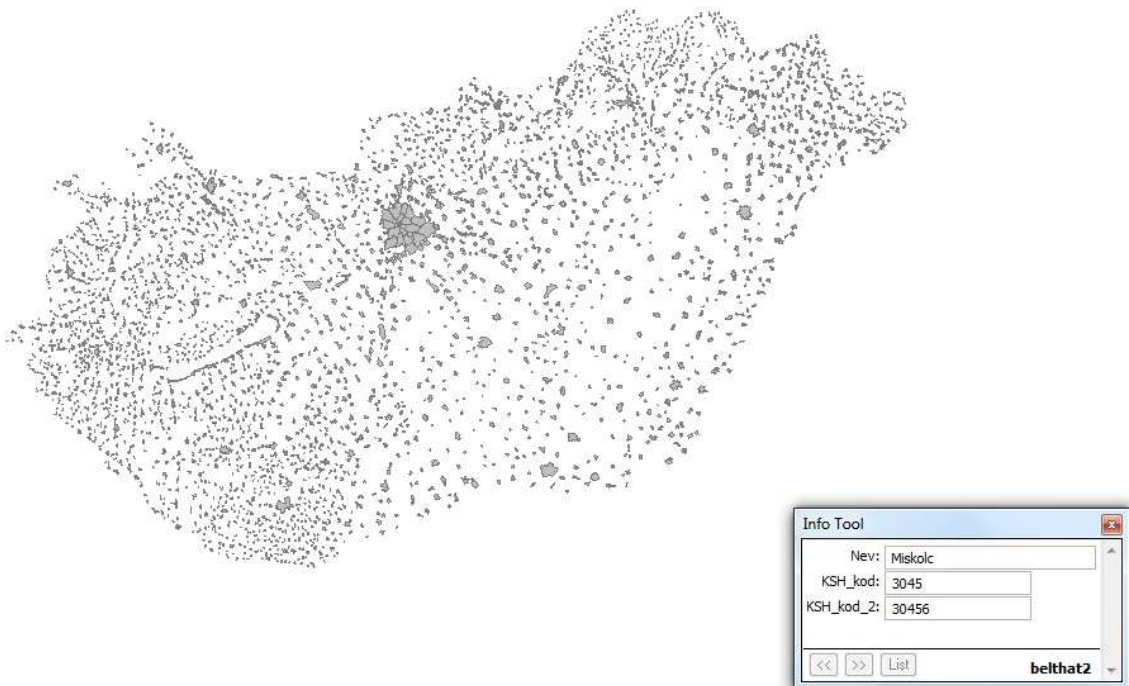 Info Tool
Nev: Miskolc
KSH_kod: 3045
KSH_kod_2: 30456
<< >> List belthat2